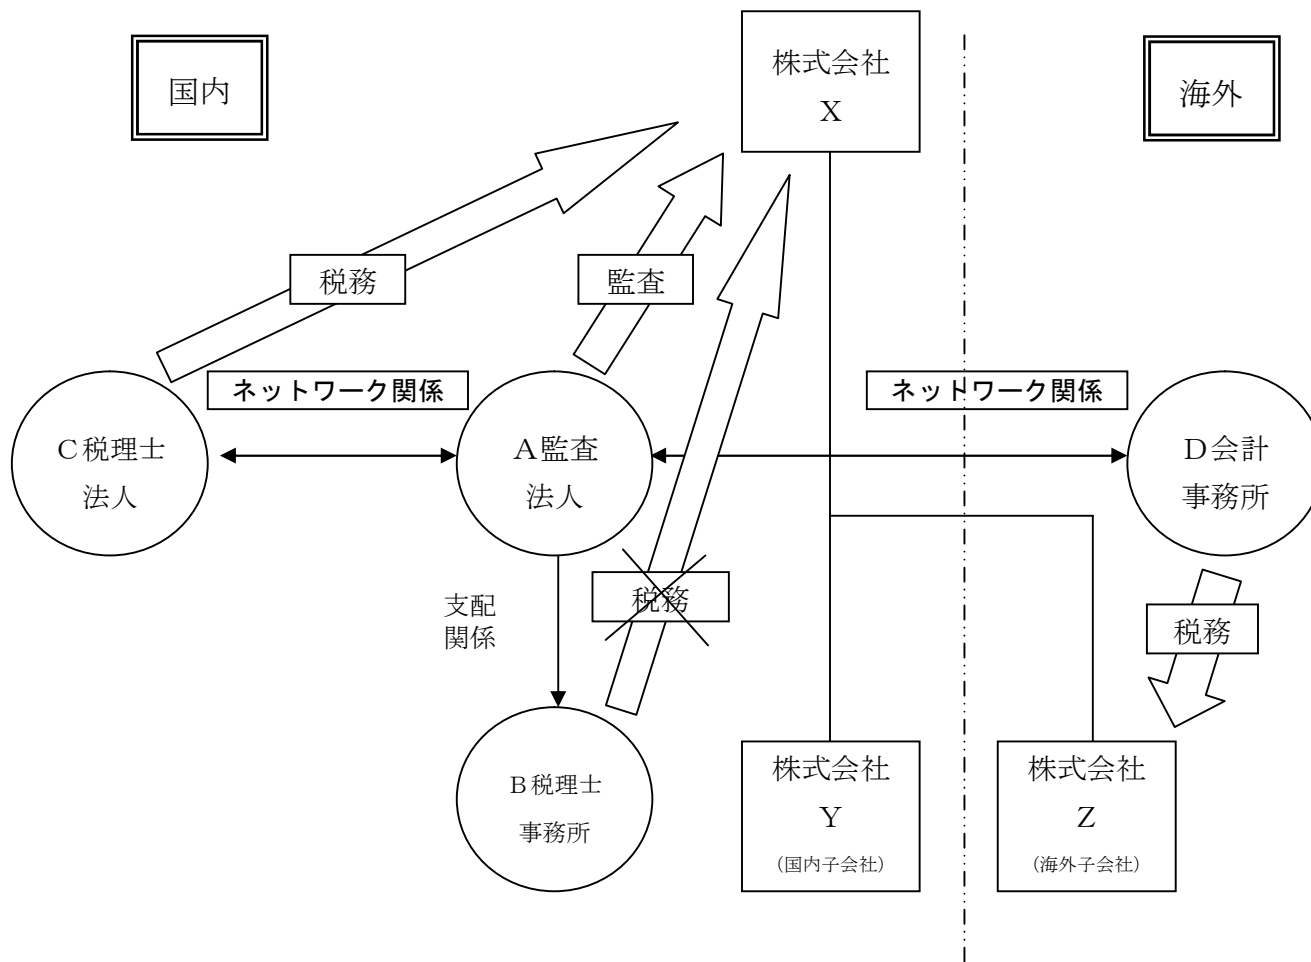 国内
株式会社
X
海外
税務
監査
ネットワーク関係
ネットワーク関係
C税理士
法人
A監査
法人
D会計
事務所
支配
関係
税務
税務
B税理士
事務所
株式会社
Y
(国内子会社)
株式会社
Z
(海外子会社)